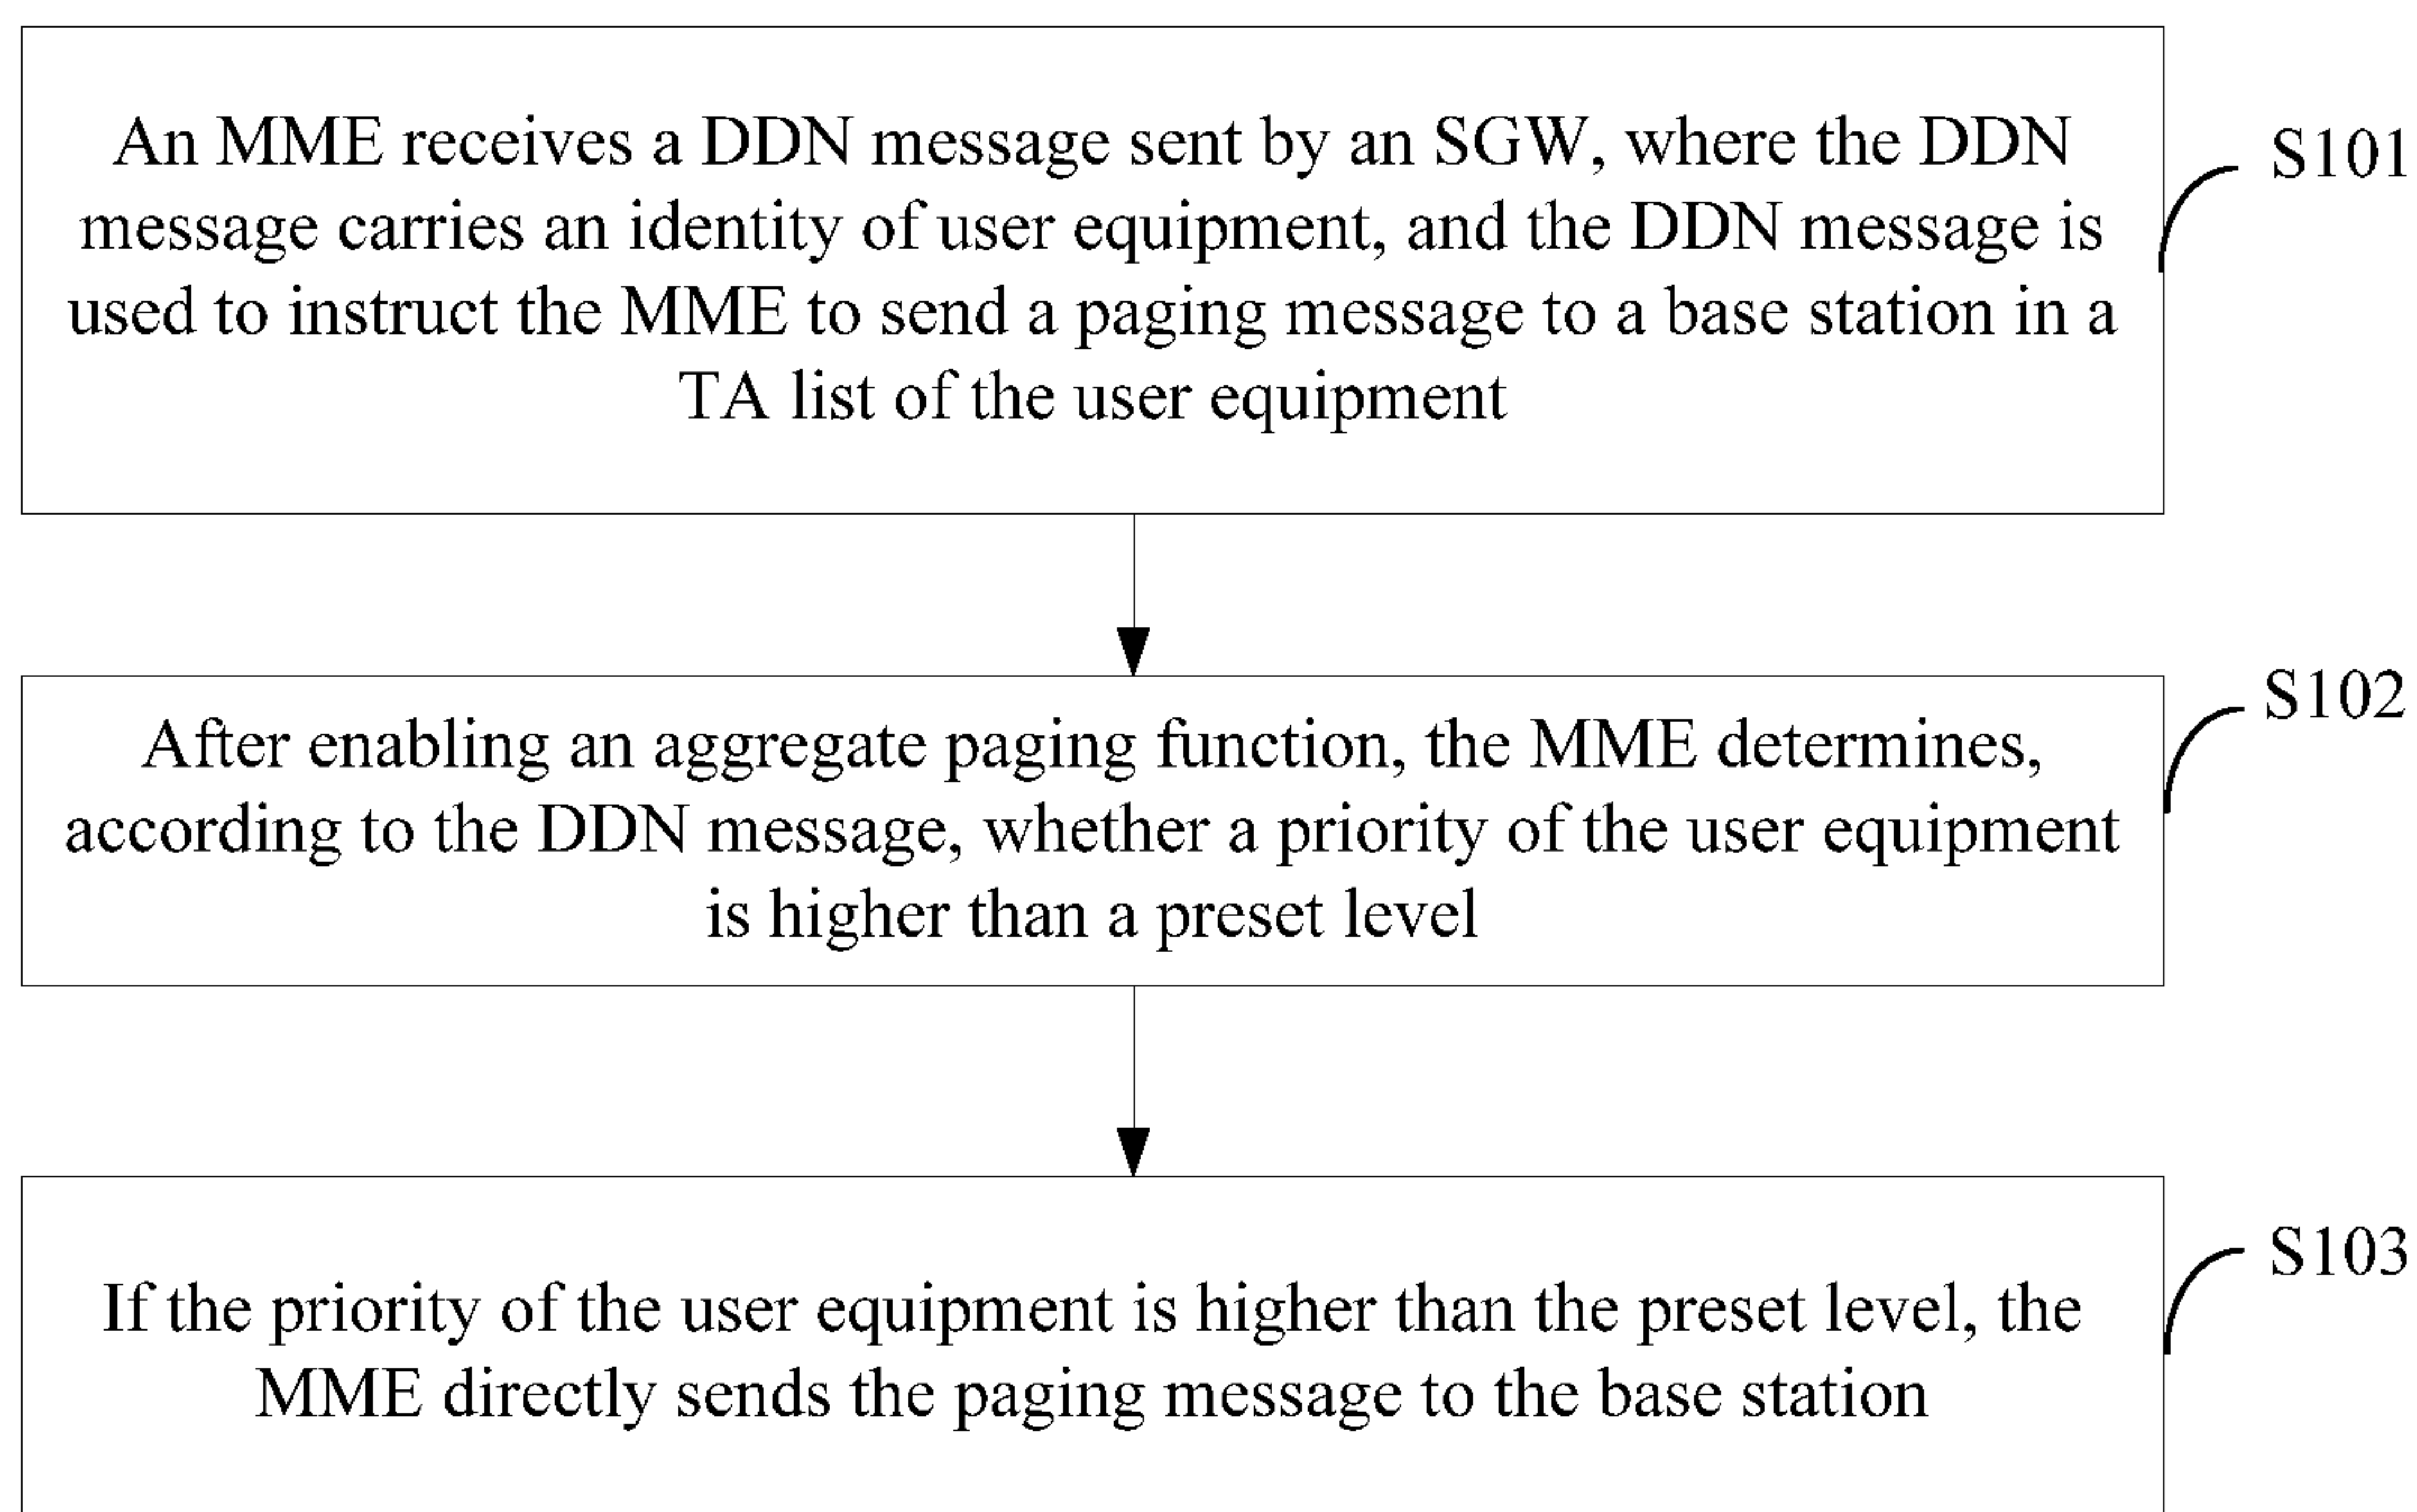 An MME receives a DDN message sent by an SGW, where the DDN
message carries an identity of user equipment, and the DDN message is
used to instruct the MME to send a paging message to a base station in a
TA list of the user equipment
S101
After enabling an aggregate paging function, the MME determines,
according to the DDN message, whether a priority of the user equipment
is higher than a preset level
S102
If the priority of the user equipment is higher than the preset level, the
MME directly sends the paging message to the base station
S103